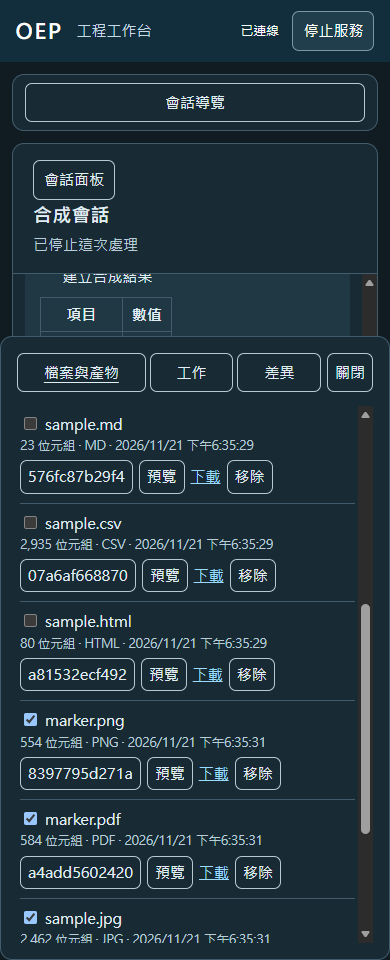 OEP 工程工作台 已連線 停止服務
會話導覽
會話面板
合成會話
已停止這次處理
建立合成結果
項目 數值
檔案與產物 工作 差異 關閉
sample.md
23 位元組 · MD · 2026/11/21 下午6:35:29
576fc87b29f4 預覽 下載 移除
sample.csv
2,935 位元組 · CSV · 2026/11/21 下午6:35:29
07a6af668870 預覽 下載 移除
sample.html
80 位元組 · HTML · 2026/11/21 下午6:35:29
a81532ecf492 預覽 下載 移除
marker.png
554 位元組 · PNG · 2026/11/21 下午6:35:31
8397795d271a 預覽 下載 移除
marker.pdf
584 位元組 · PDF · 2026/11/21 下午6:35:31
a4add5602420 預覽 下載 移除
sample.jpg
2,462 位元組 · JPG · 2026/11/21 下午6:35:31